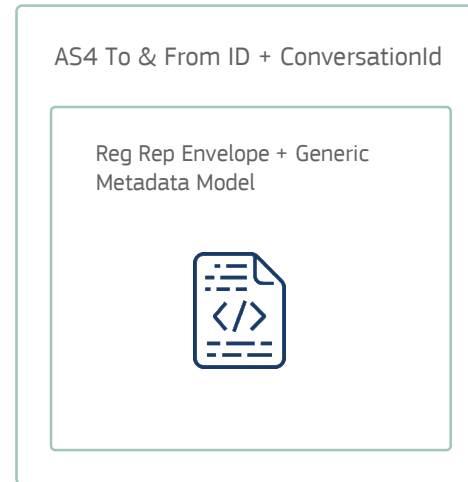 AS4 To & From ID + ConversationId
Reg Rep Envelope + Generic
Metadata Model